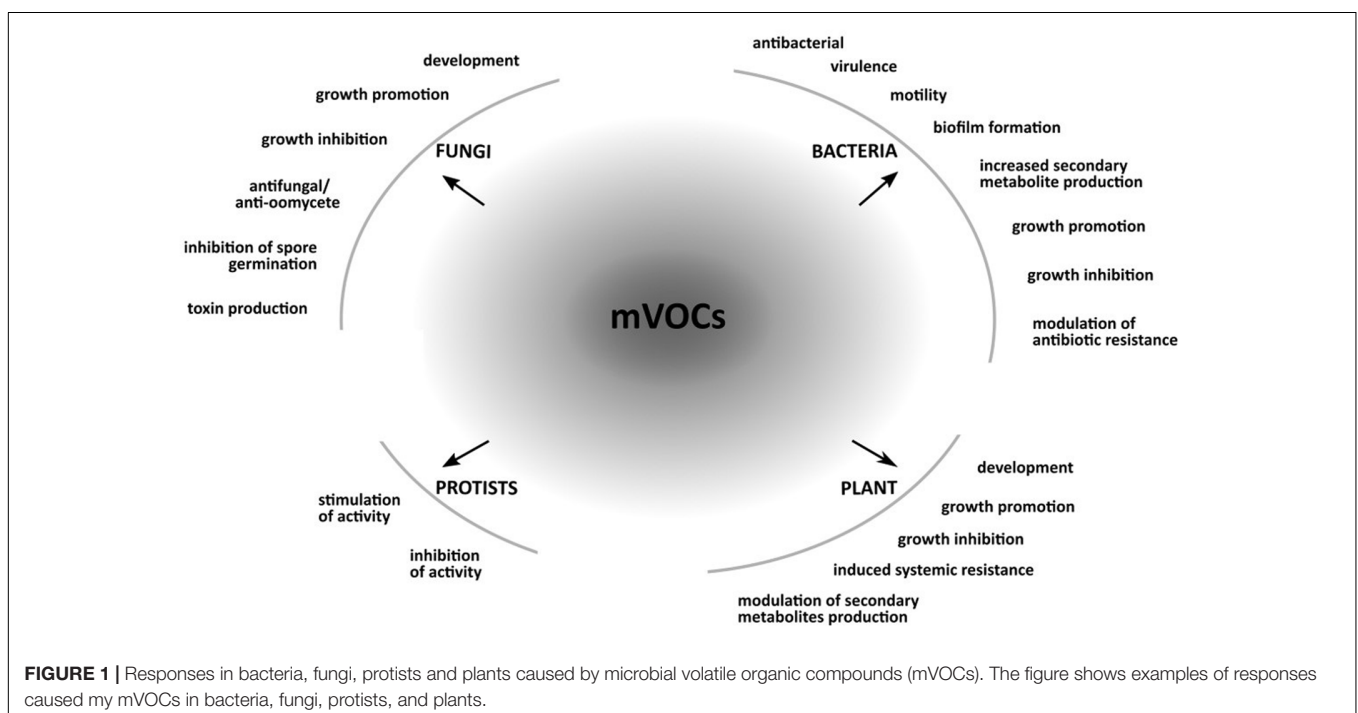 development
growth promotion
growth inhibition
antifungal/
anti-oomycete
inhibition of spore
germination
toxin production
FUNGI
antibacterial
virulence
motility
biofilm formation
increased secondary
metabolite production
growth promotion
growth inhibition
modulation of
antibiotic resistance
BACTERIA
mVOCs
PROTISTS
stimulation
of activity
inhibition
of activity
PLANT
development
growth promotion
growth inhibition
induced systemic resistance
modulation of secondary
metabolites production
FIGURE 1 | Responses in bacteria, fungi, protists and plants caused by microbial volatile organic compounds (mVOCs). The figure shows examples of responses
caused my mVOCs in bacteria, fungi, protists, and plants.